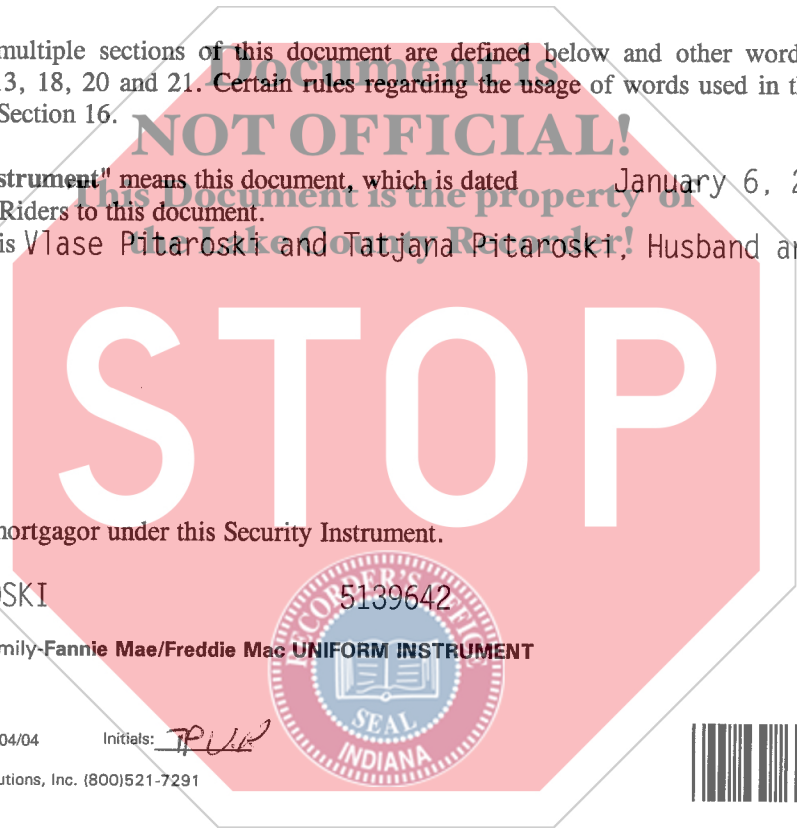 multiple sections of this document are defined below and other word
Document is
3, 18, 20 and 21. Certain rules regarding the usage of words used in t
Section 16.
NOT OFFICIAL!
strument" means this document, which is dated January 6, 2
This Document is the property of
Riders to this document.
is Vlase Pitaroski and Tatjana Pitaroski, Husband a
the Lake County Recorder!
STOP
ortgagor under this Security Instrument.
SKI 5139642
RECORDER'S OFFICE
mily-Fannie Mae/Freddie Mac UNIFORM INSTRUMENT
SEAL
INDIANA
04/04 Initials: TP V.P
utions, Inc. (800)521-7291